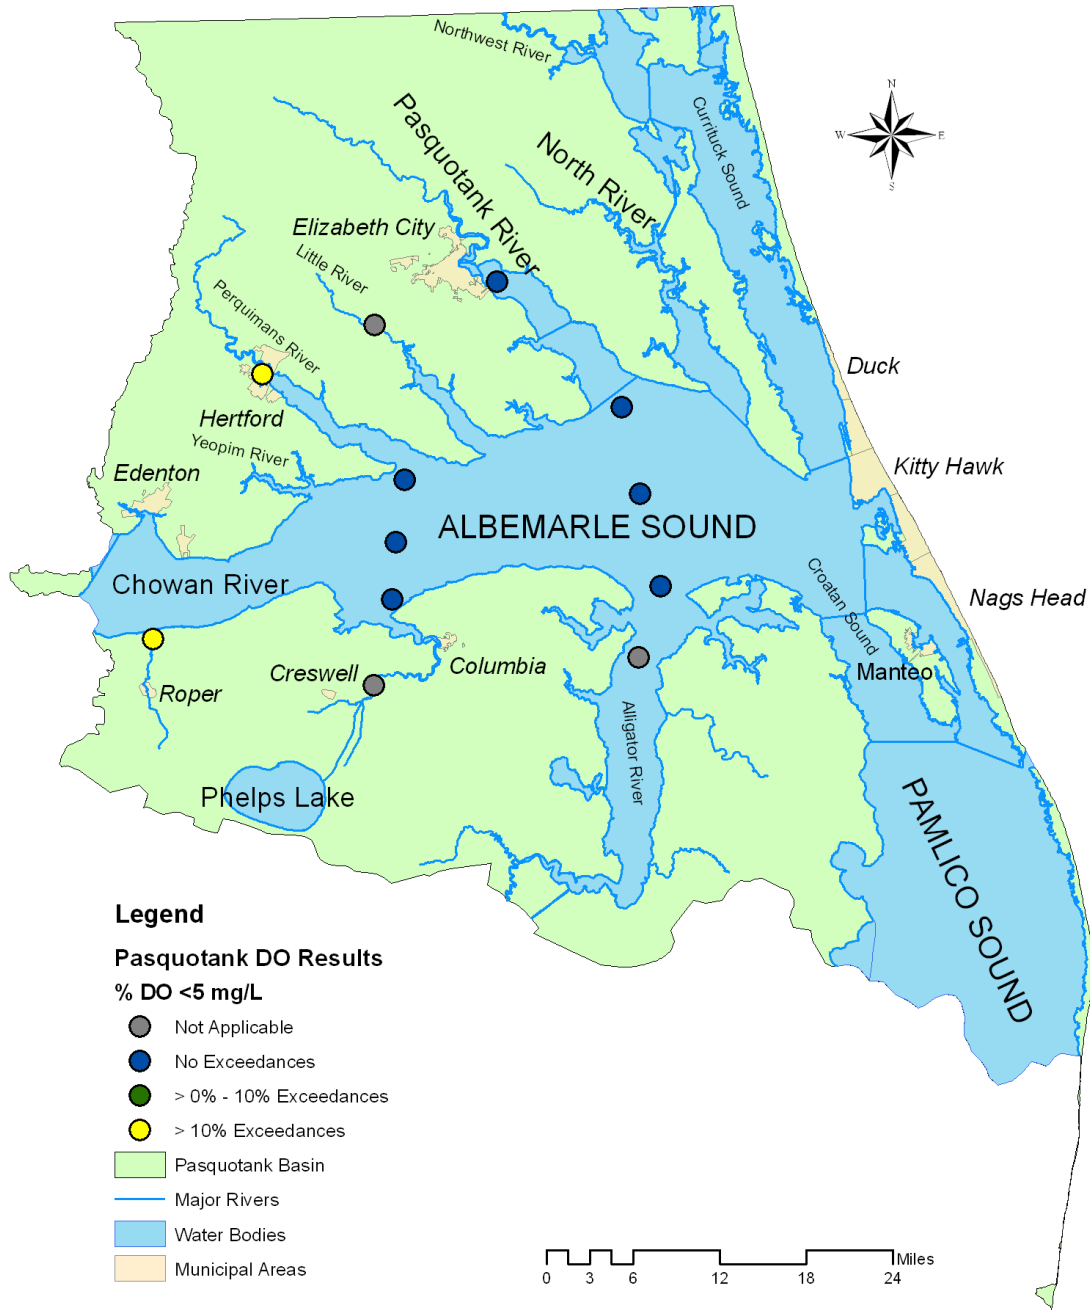 Northwest River
Pasquotank River
North River
Currituck Sound
N
W
E
S
Elizabeth City
Little River
Perquimans River
Hertford
Yeopim River
Edenton
Duck
Kitty Hawk
ALBEMARLE SOUND
Chowan River
Croatan Sound
Nags Head
Roper
Creswell
Columbia
Manteo
Alligator River
Phelps Lake
PAMLICO SOUND
Legend
Pasquotank DO Results
% DO <5 mg/L
Not Applicable
No Exceedances
> 0% - 10% Exceedances
> 10% Exceedances
Pasquotank Basin
Major Rivers
Water Bodies
Municipal Areas
Miles
0 3 6 12 18 24